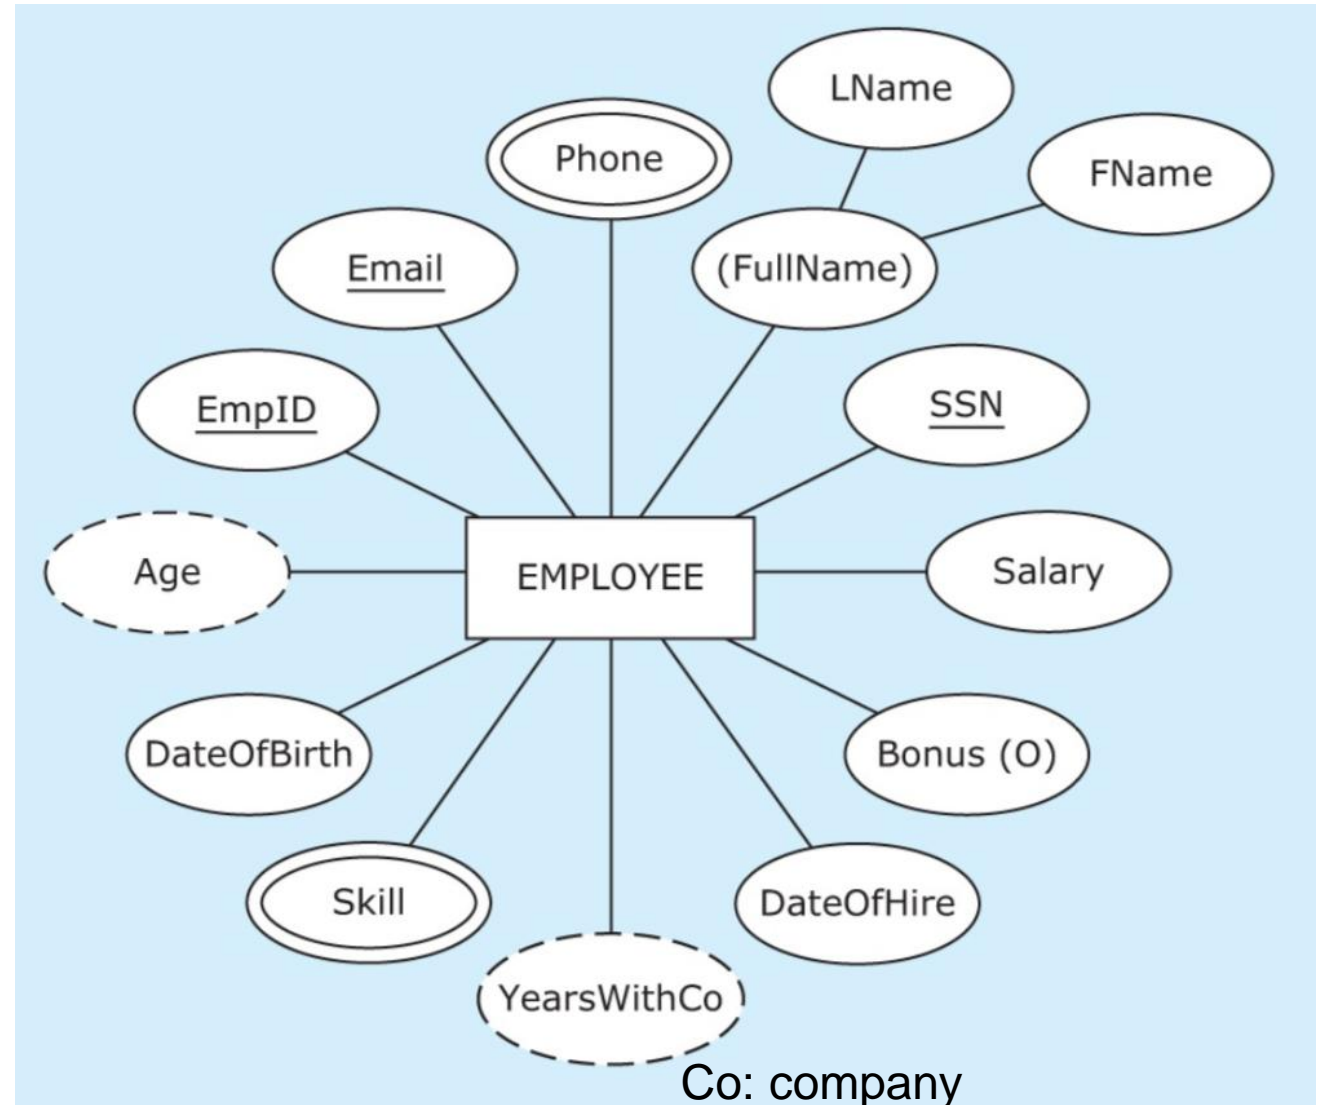 LName
Phone
FName
Email
(FullName)
EmpID
SSN
Age
EMPLOYEE
Salary
DateOfBirth
Bonus (O)
Skill
DateOfHire
YearsWithCo
Co: company